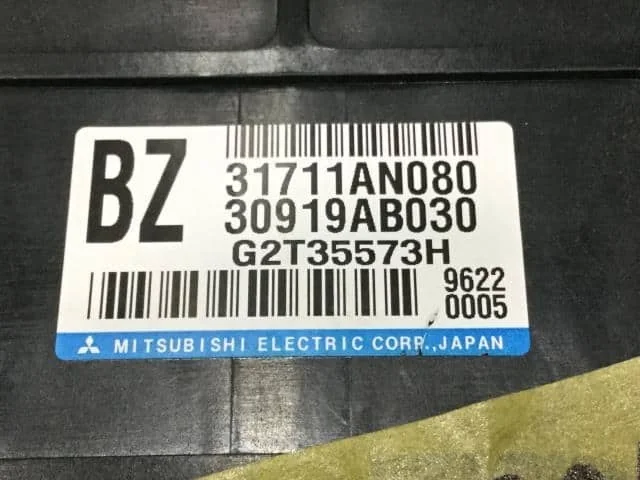 BZ
31711AN080
30919AB030
G2T35573H
9622
0005
MITSUBISHI ELECTRIC CORP.,JAPAN